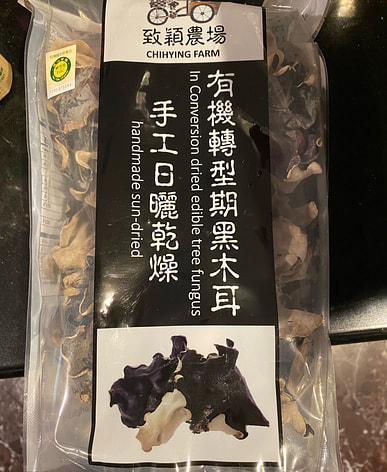 致穎農場
CHIHYING FARM
有機轉型期黑木耳
In Conversion dried edible tree fungus
手工日曬乾燥
handmade sun-dried